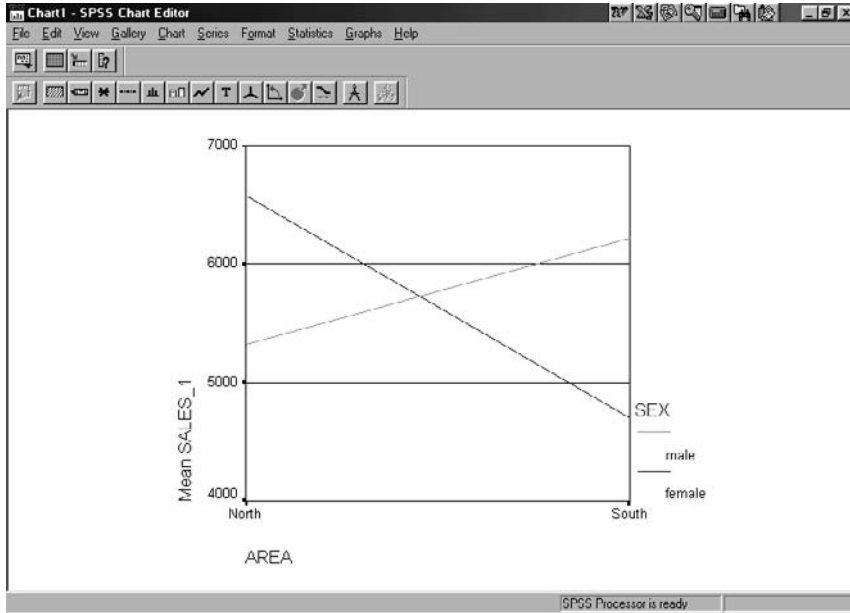 Chart1 - SPSS Chart Editor
File Edit View Gallery Chart Series Format Statistics Graphs Help
7000
6000
5000
4000
Mean SALES_1
North
South
AREA
SEX
male
female
SPSS Processor is ready